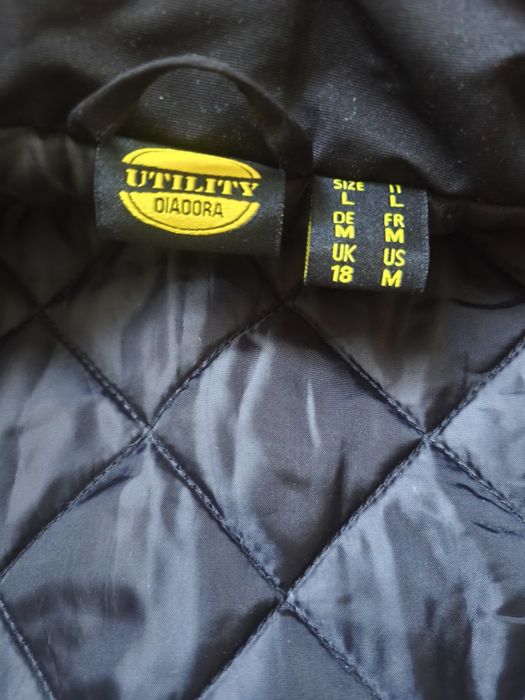 UTILITY
DIADORA
SIZE IT
L L
DE FR
M M
UK US
18 M